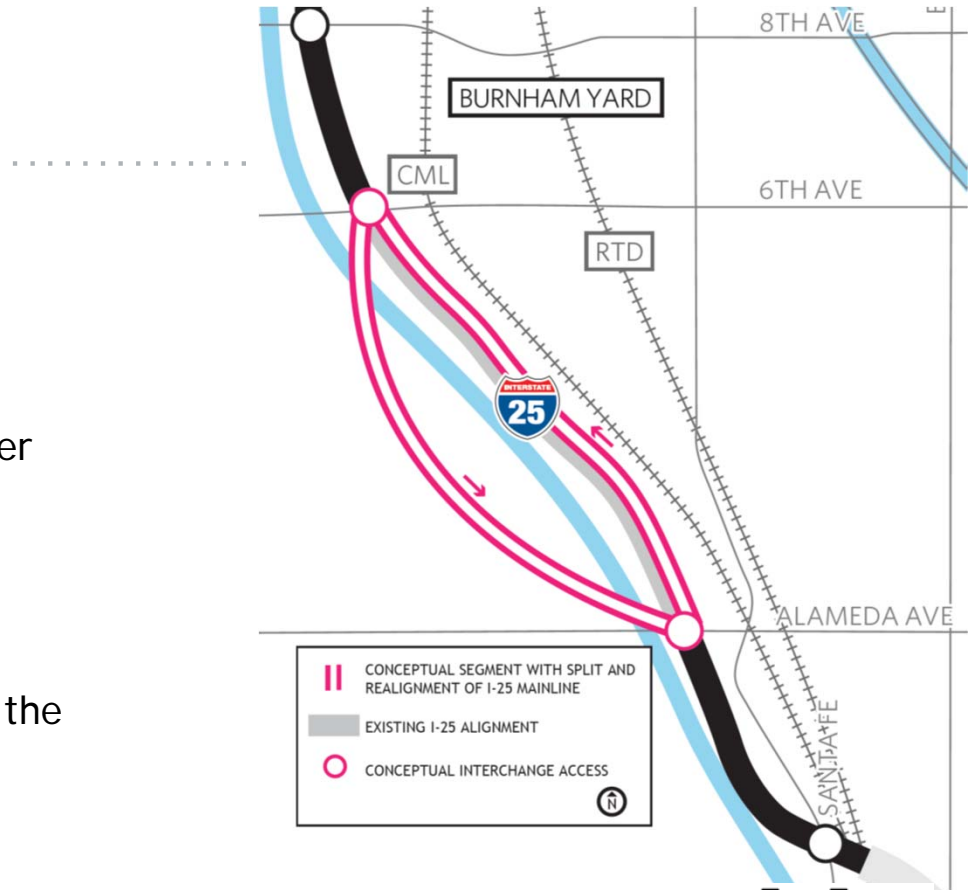 8TH AVE
BURNHAM YARD
CML
6TH AVE
RTD
INTERSTATE
25
er
ALAMEDA AVE
CONCEPTUAL SEGMENT WITH SPLIT AND
REALIGNMENT OF I-25 MAINLINE
the
EXISTING I-25 ALIGNMENT
SANTA FE
CONCEPTUAL INTERCHANGE ACCESS
N